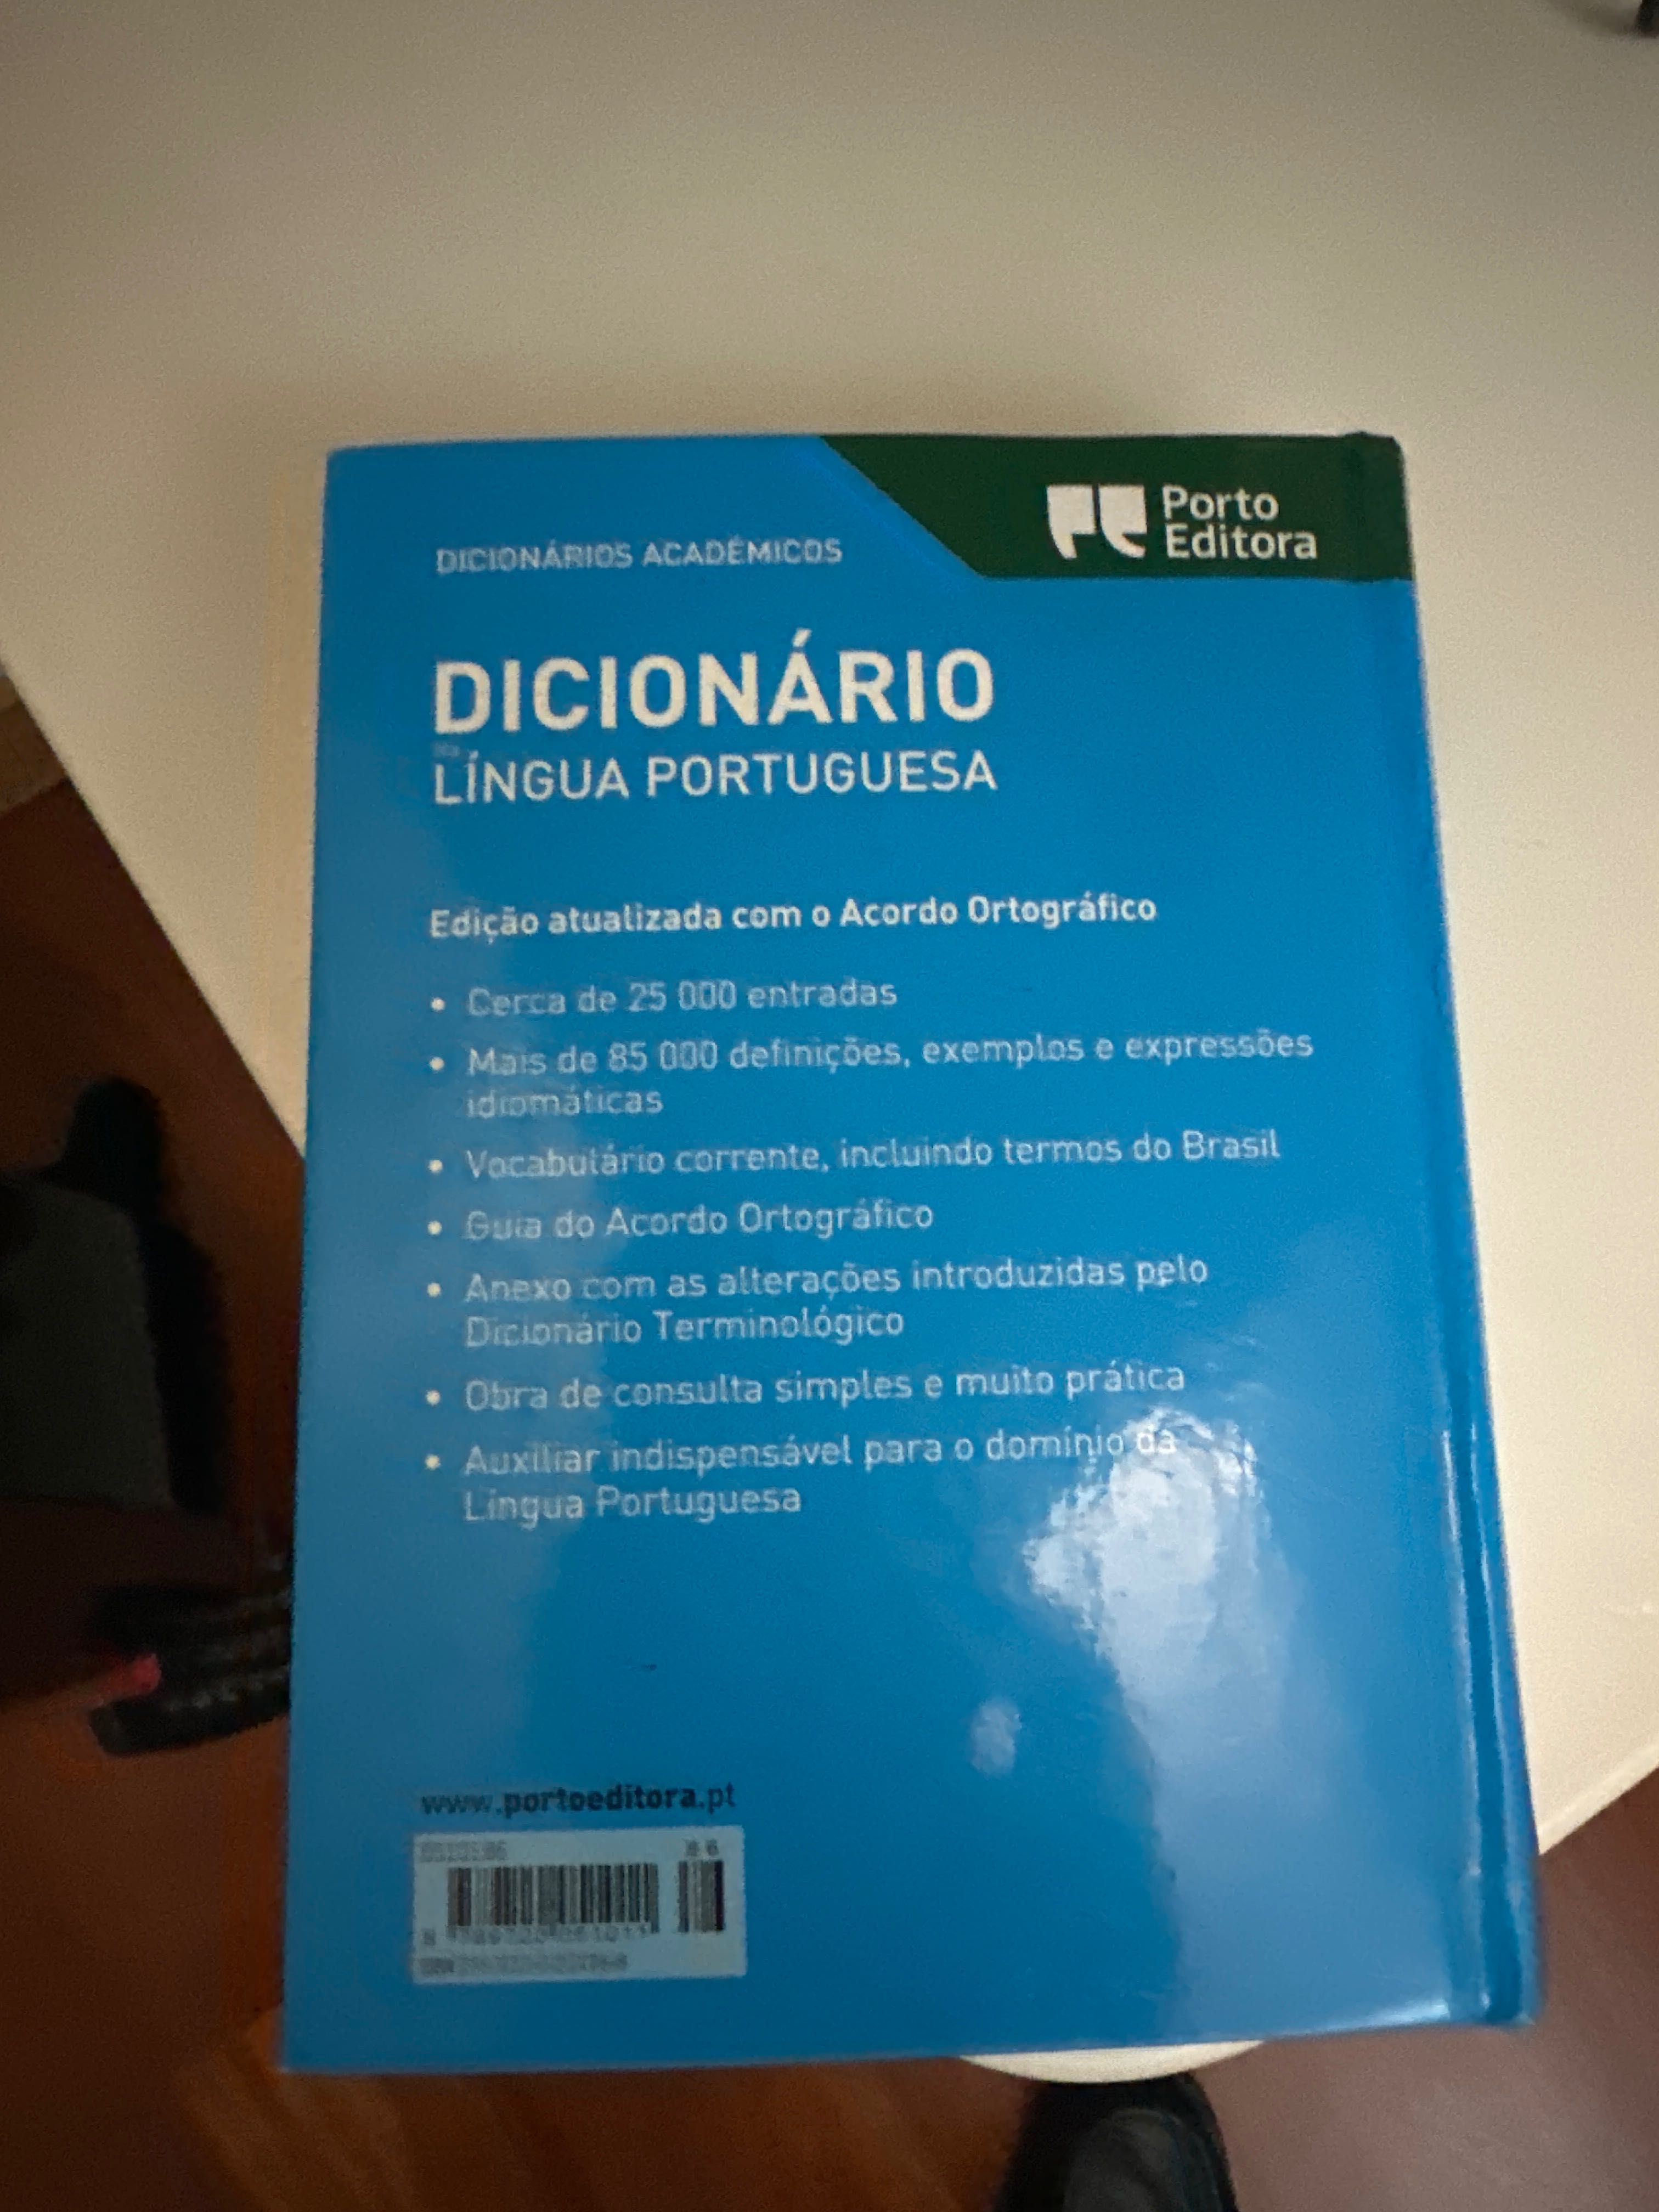 Porto
Editora
DICIONÁRIOS ACADÉMICOS
DICIONÁRIO
DA
LÍNGUA PORTUGUESA
Edição atualizada com o Acordo Ortográfico
• Cerca de 25 000 entradas
• Mais de 85 000 definições, exemplos e expressões
idiomáticas
• Vocabulário corrente, incluindo termos do Brasil
• Guia do Acordo Ortográfico
• Anexo com as alterações introduzidas pelo
Dicionário Terminológico
• Obra de consulta simples e muito prática
• Auxiliar indispensável para o domínio da
Língua Portuguesa
www.portoeditora.pt